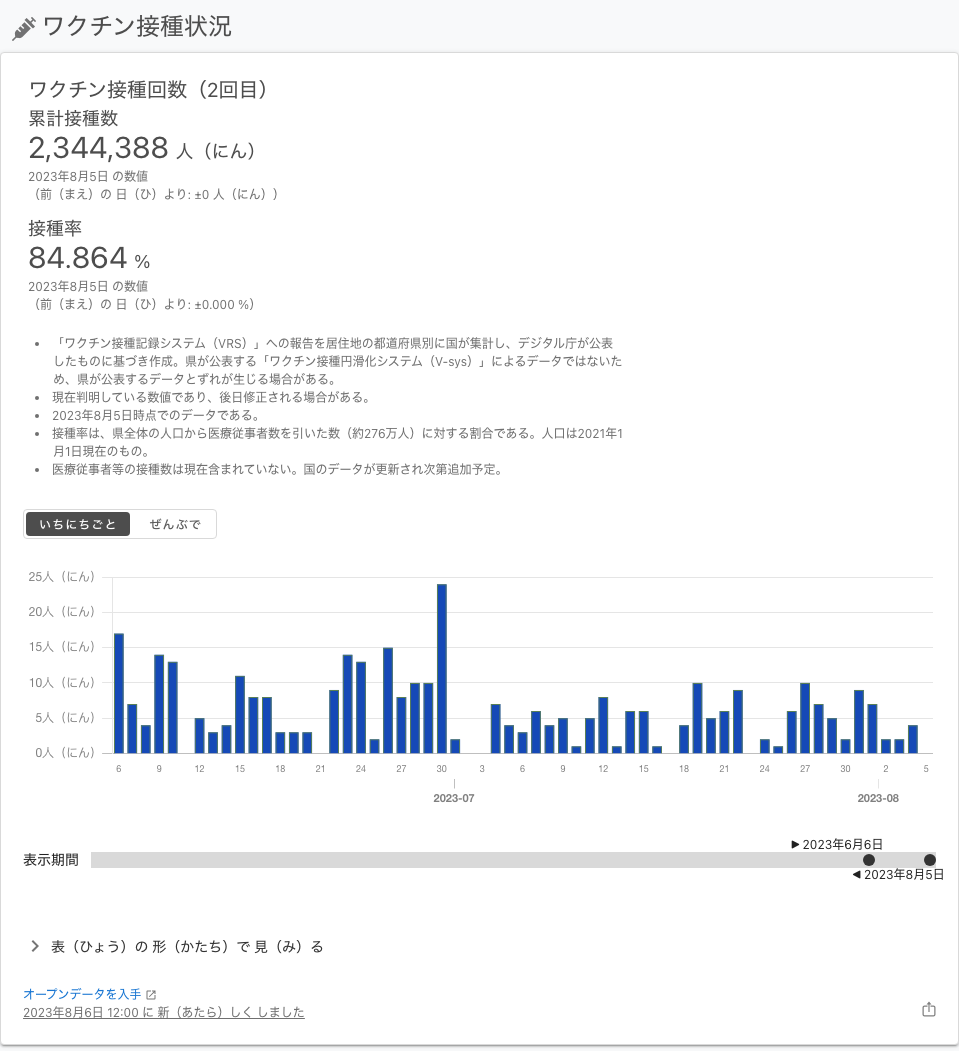 ワクチン接種状況
ワクチン接種回数（2回目）
累計接種数
2,344,388 人（にん）
2023年8月5日 の数値
（前（まえ）の 日（ひ）より: ±0 人（にん））
接種率
84.864 %
2023年8月5日 の数値
（前（まえ）の 日（ひ）より: ±0.000 %）
• 「ワクチン接種記録システム（VRS）」への報告を居住地の都道府県別に国が集計し、デジタル庁が公表
したものに基づき作成。県が公表する「ワクチン接種円滑化システム（V-sys）」によるデータではないた
め、県が公表するデータとずれが生じる場合がある。
• 現在判明している数値であり、後日修正される場合がある。
• 2023年8月5日時点でのデータである。
• 接種率は、県全体の人口から医療従事者数を引いた数（約276万人）に対する割合である。人口は2021年1
月1日現在のもの。
• 医療従事者等の接種数は現在含まれていない。国のデータが更新され次第追加予定。
いちにちごと ぜんぶで
25人（にん）
20人（にん）
15人（にん）
10人（にん）
5人（にん）
0人（にん）
6 9 12 15 18 21 24 27 30 3 6 9 12 15 18 21 24 27 30 2 5
2023-07 2023-08
▶ 2023年6月6日
表示期間
◀ 2023年8月5日
表（ひょう）の 形（かたち）で 見（み）る
オープンデータを入手
2023年8月6日 12:00 に 新（あたら）しく しました